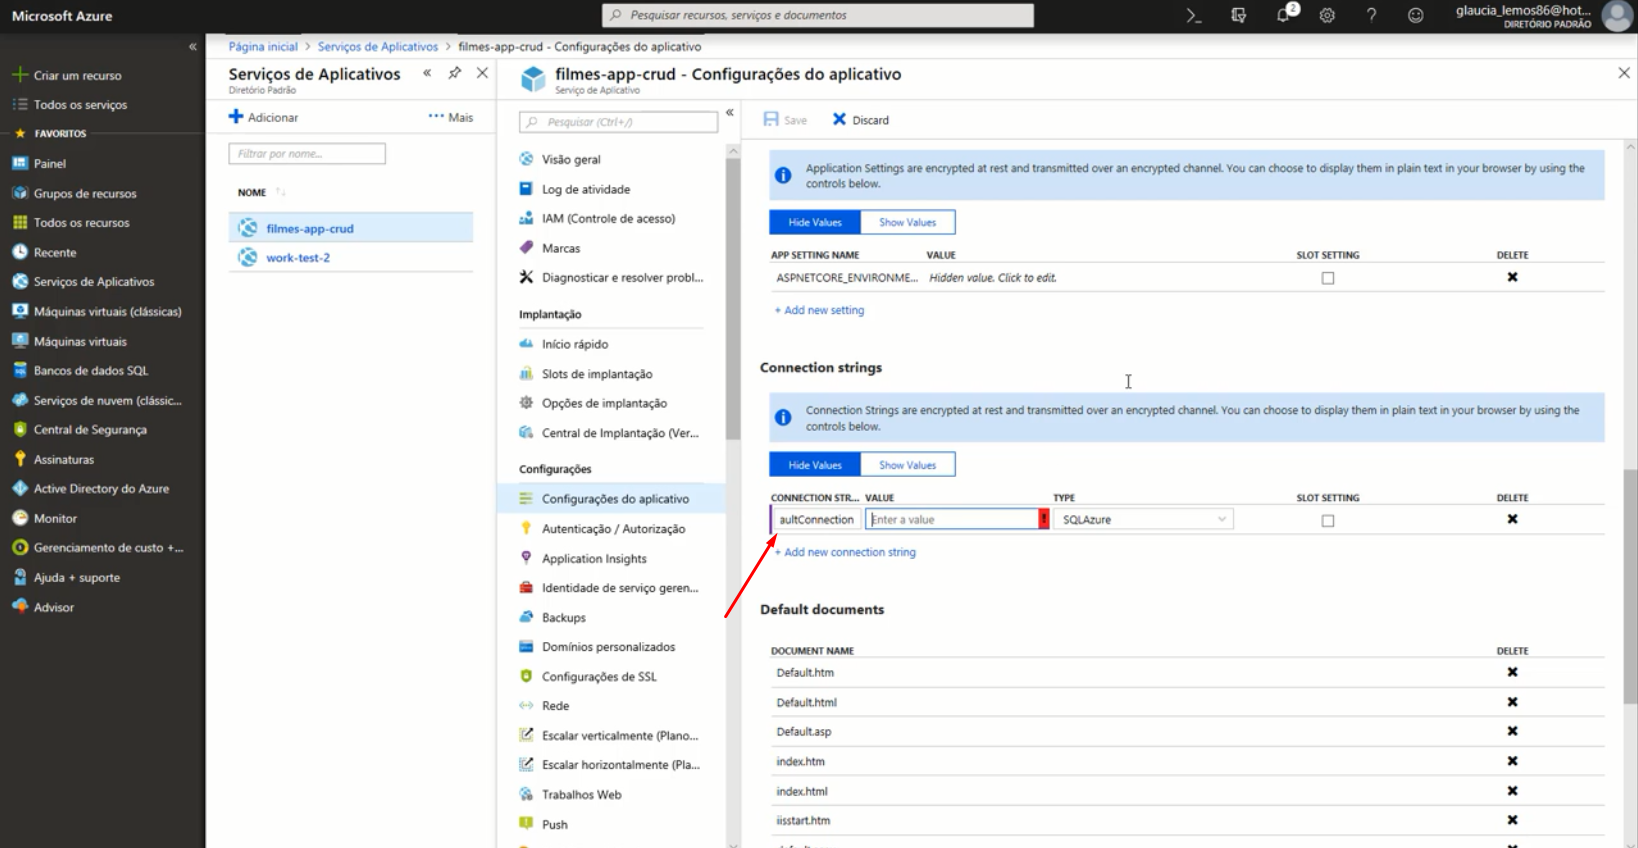 Microsoft Azure
Pesquisar recursos, serviços e documentos
2
glaucia_lemos86@hot...
DIRETÓRIO PADRÃO
«
Criar um recurso
Todos os serviços
FAVORITOS
Painel
Grupos de recursos
Todos os recursos
Recente
Serviços de Aplicativos
Máquinas virtuais (clássicas)
Máquinas virtuais
Bancos de dados SQL
Serviços de nuvem (clássic...
Central de Segurança
Assinaturas
Active Directory do Azure
Monitor
Gerenciamento de custo +...
Ajuda + suporte
Advisor
Página inicial > Serviços de Aplicativos > filmes-app-crud - Configurações do aplicativo
Serviços de Aplicativos
Diretório Padrão
Adicionar
Mais
Filtrar por nome...
NOME
filmes-app-crud
work-test-2
filmes-app-crud - Configurações do aplicativo
Serviço de Aplicativo
Pesquisar (Ctrl+/)
Visão geral
Log de atividade
IAM (Controle de acesso)
Marcas
Diagnosticar e resolver probl...
Implantação
Início rápido
Slots de implantação
Opções de implantação
Central de Implantação (Ver...
Configurações
Configurações do aplicativo
Autenticação / Autorização
Application Insights
Identidade de serviço geren...
Backups
Domínios personalizados
Configurações de SSL
Rede
Escalar verticalmente (Plano...
Escalar horizontalmente (Pla...
Trabalhos Web
Push
Save Discard
Application Settings are encrypted at rest and transmitted over an encrypted channel. You can choose to display them in plain text in your browser by using the
controls below.
Hide Values Show Values
APP SETTING NAME VALUE SLOT SETTING DELETE
ASPNETCORE_ENVIRONME... Hidden value. Click to edit.
+ Add new setting
Connection strings
Connection Strings are encrypted at rest and transmitted over an encrypted channel. You can choose to display them in plain text in your browser by using the
controls below.
Hide Values Show Values
CONNECTION STR... VALUE TYPE SLOT SETTING DELETE
aultConnection Enter a value SQLAzure
+ Add new connection string
Default documents
DOCUMENT NAME DELETE
Default.htm
Default.html
Default.asp
index.htm
index.html
iisstart.htm